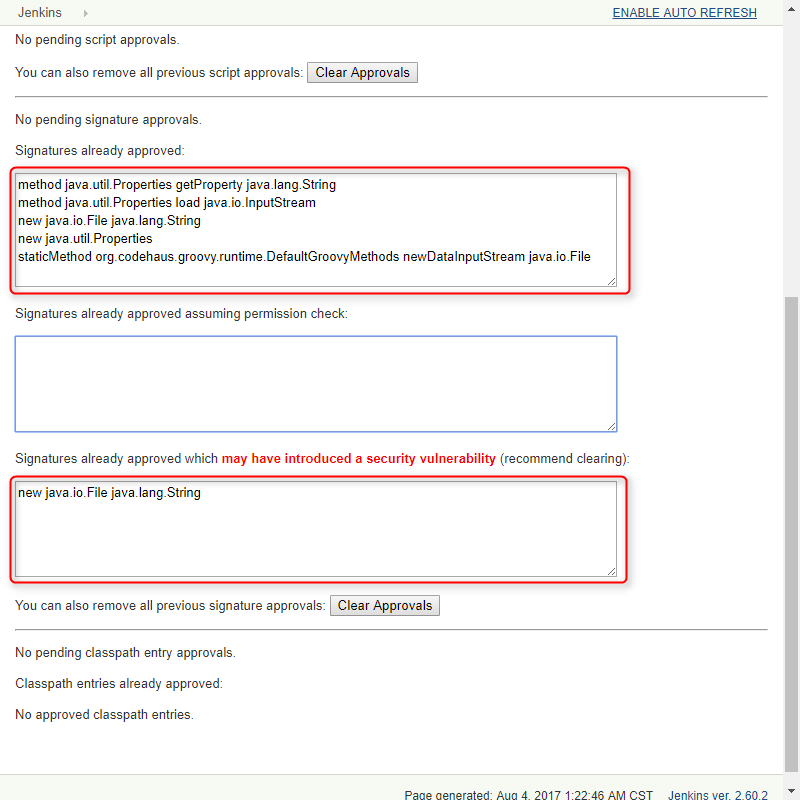 Jenkins
ENABLE AUTO REFRESH
No pending script approvals.
You can also remove all previous script approvals: Clear Approvals
No pending signature approvals.
Signatures already approved:
method java.util.Properties getProperty java.lang.String
method java.util.Properties load java.io.InputStream
new java.io.File java.lang.String
new java.util.Properties
staticMethod org.codehaus.groovy.runtime.DefaultGroovyMethods newDataInputStream java.io.File
Signatures already approved assuming permission check:
Signatures already approved which may have introduced a security vulnerability (recommend clearing):
new java.io.File java.lang.String
You can also remove all previous signature approvals: Clear Approvals
No pending classpath entry approvals.
Classpath entries already approved:
No approved classpath entries.
Page generated: Aug 4, 2017 1:22:46 AM CST Jenkins ver. 2.60.2